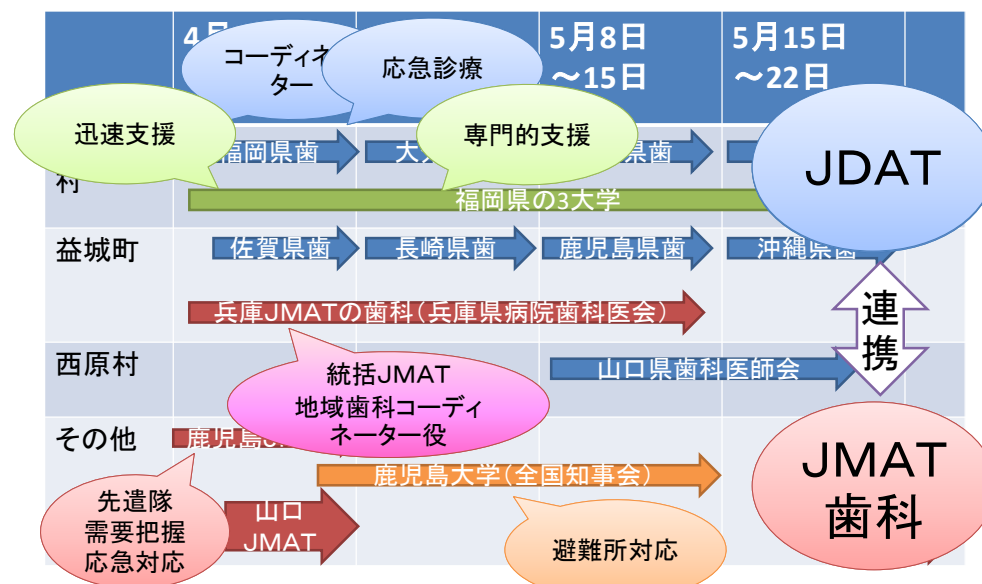 4月
5月8日
～15日
5月15日
～22日
コーディネ
ター
応急診療
迅速支援
専門的支援
福岡県歯
県歯
村
福岡県の3大学
JDAT
益城町
佐賀県歯
長崎県歯
鹿児島県歯
沖縄県歯
兵庫JMATの歯科（兵庫県病院歯科医会）
連
携
西原村
山口県歯科医師会
統括JMAT
地域歯科コーディ
ネーター役
その他
鹿児島
鹿児島大学（全国知事会）
JMAT
歯科
先遣隊
需要把握
応急対応
山口
JMAT
避難所対応